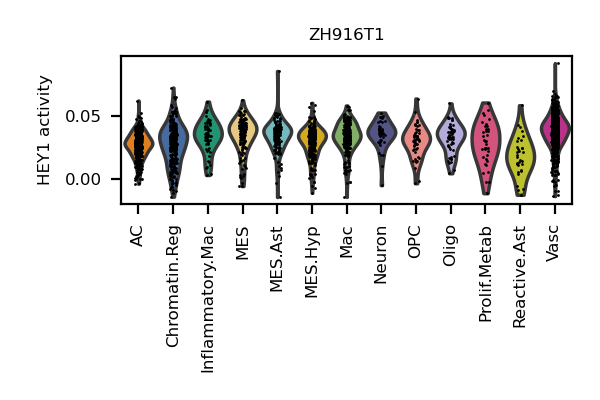 ZH916T1
HEY1 activity
0.05
0.00
AC
Chromatin.Reg
Inflammatory.Mac
MES
MES.Ast
MES.Hyp
Mac
Neuron
OPC
Oligo
Prolif.Metab
Reactive.Ast
Vasc